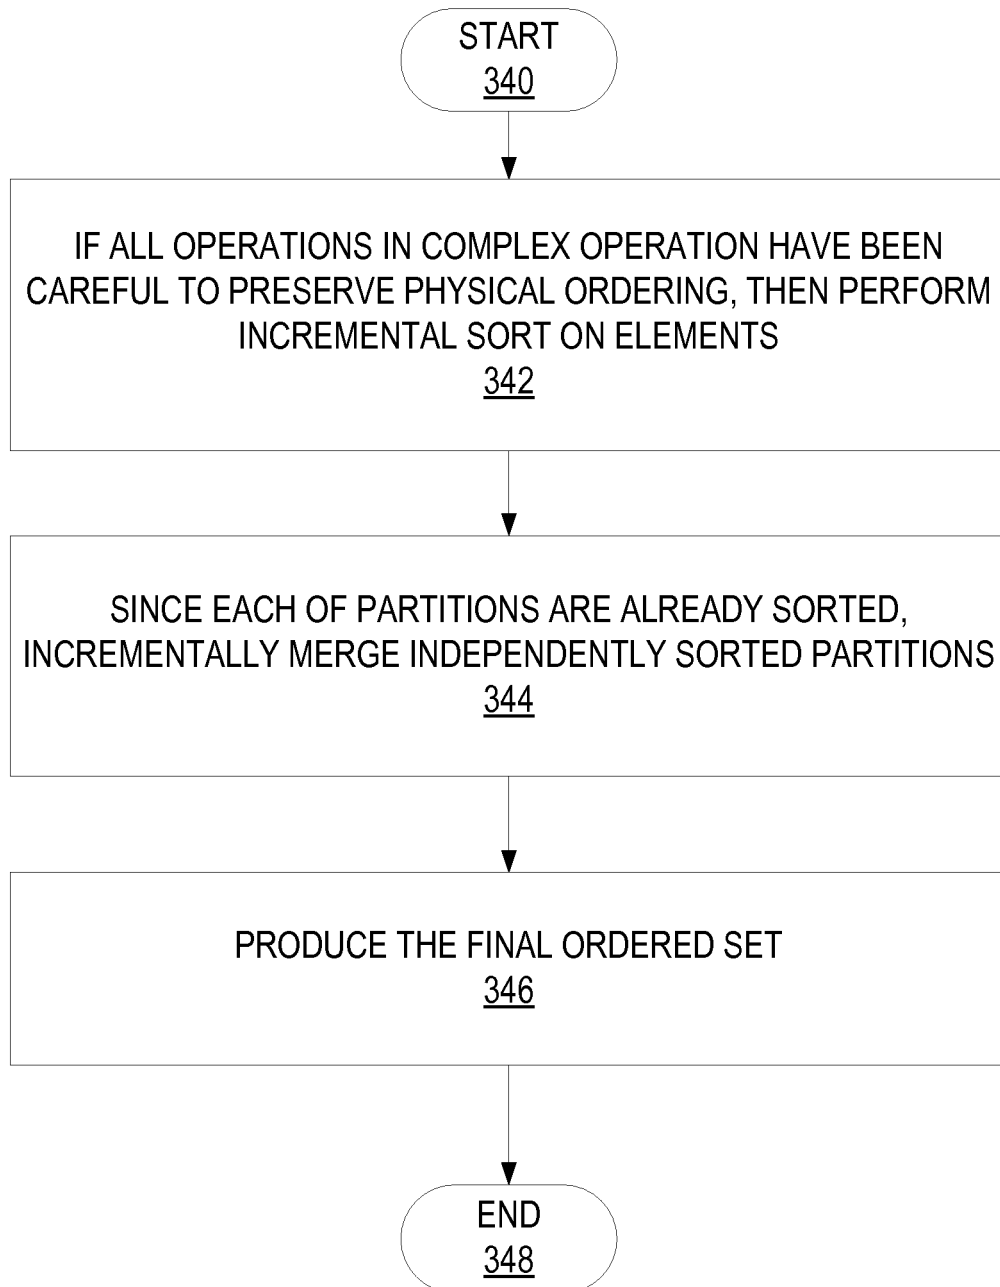 START
340
IF ALL OPERATIONS IN COMPLEX OPERATION HAVE BEEN
CAREFUL TO PRESERVE PHYSICAL ORDERING, THEN PERFORM
INCREMENTAL SORT ON ELEMENTS
342
SINCE EACH OF PARTITIONS ARE ALREADY SORTED,
INCREMENTALLY MERGE INDEPENDENTLY SORTED PARTITIONS
344
PRODUCE THE FINAL ORDERED SET
346
END
348